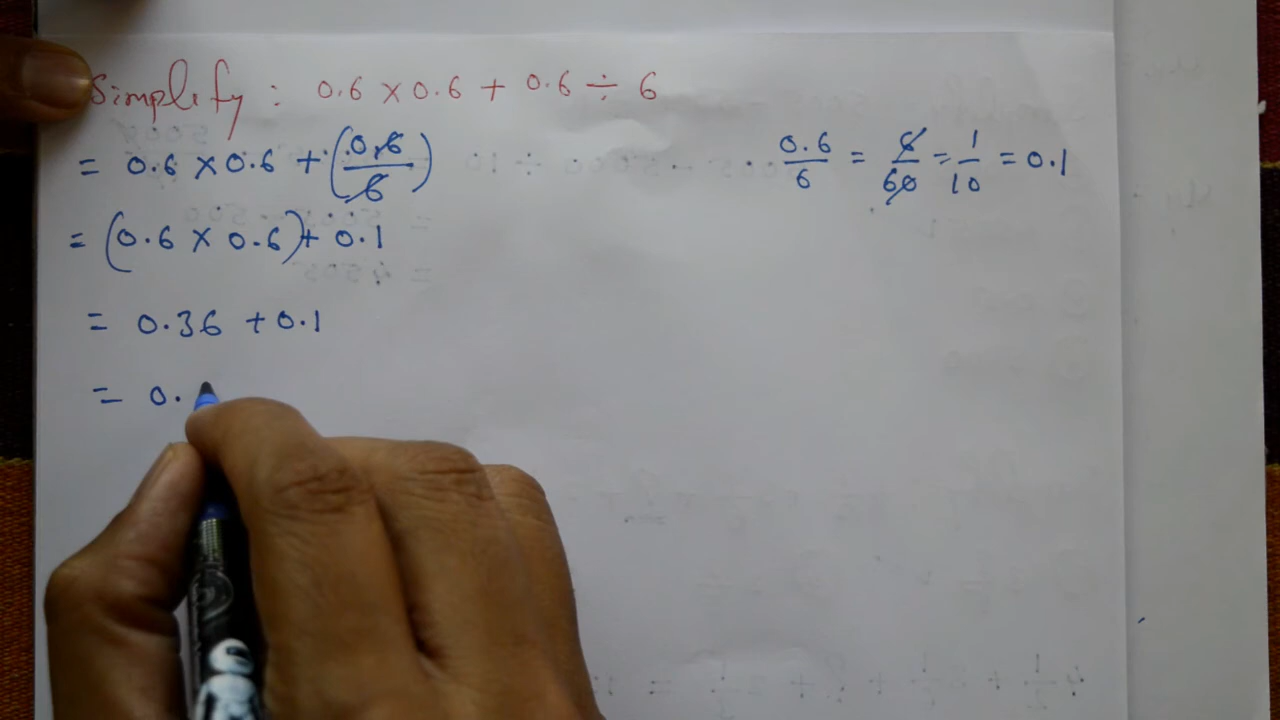 Simplify : 0.6 × 0.6 + 0.6 ÷ 6
= 0.6 × 0.6 + (0.6/6)
0.6/6 = 6/60 = 1/10 = 0.1
= (0.6 × 0.6) + 0.1
= 0.36 + 0.1
= 0.